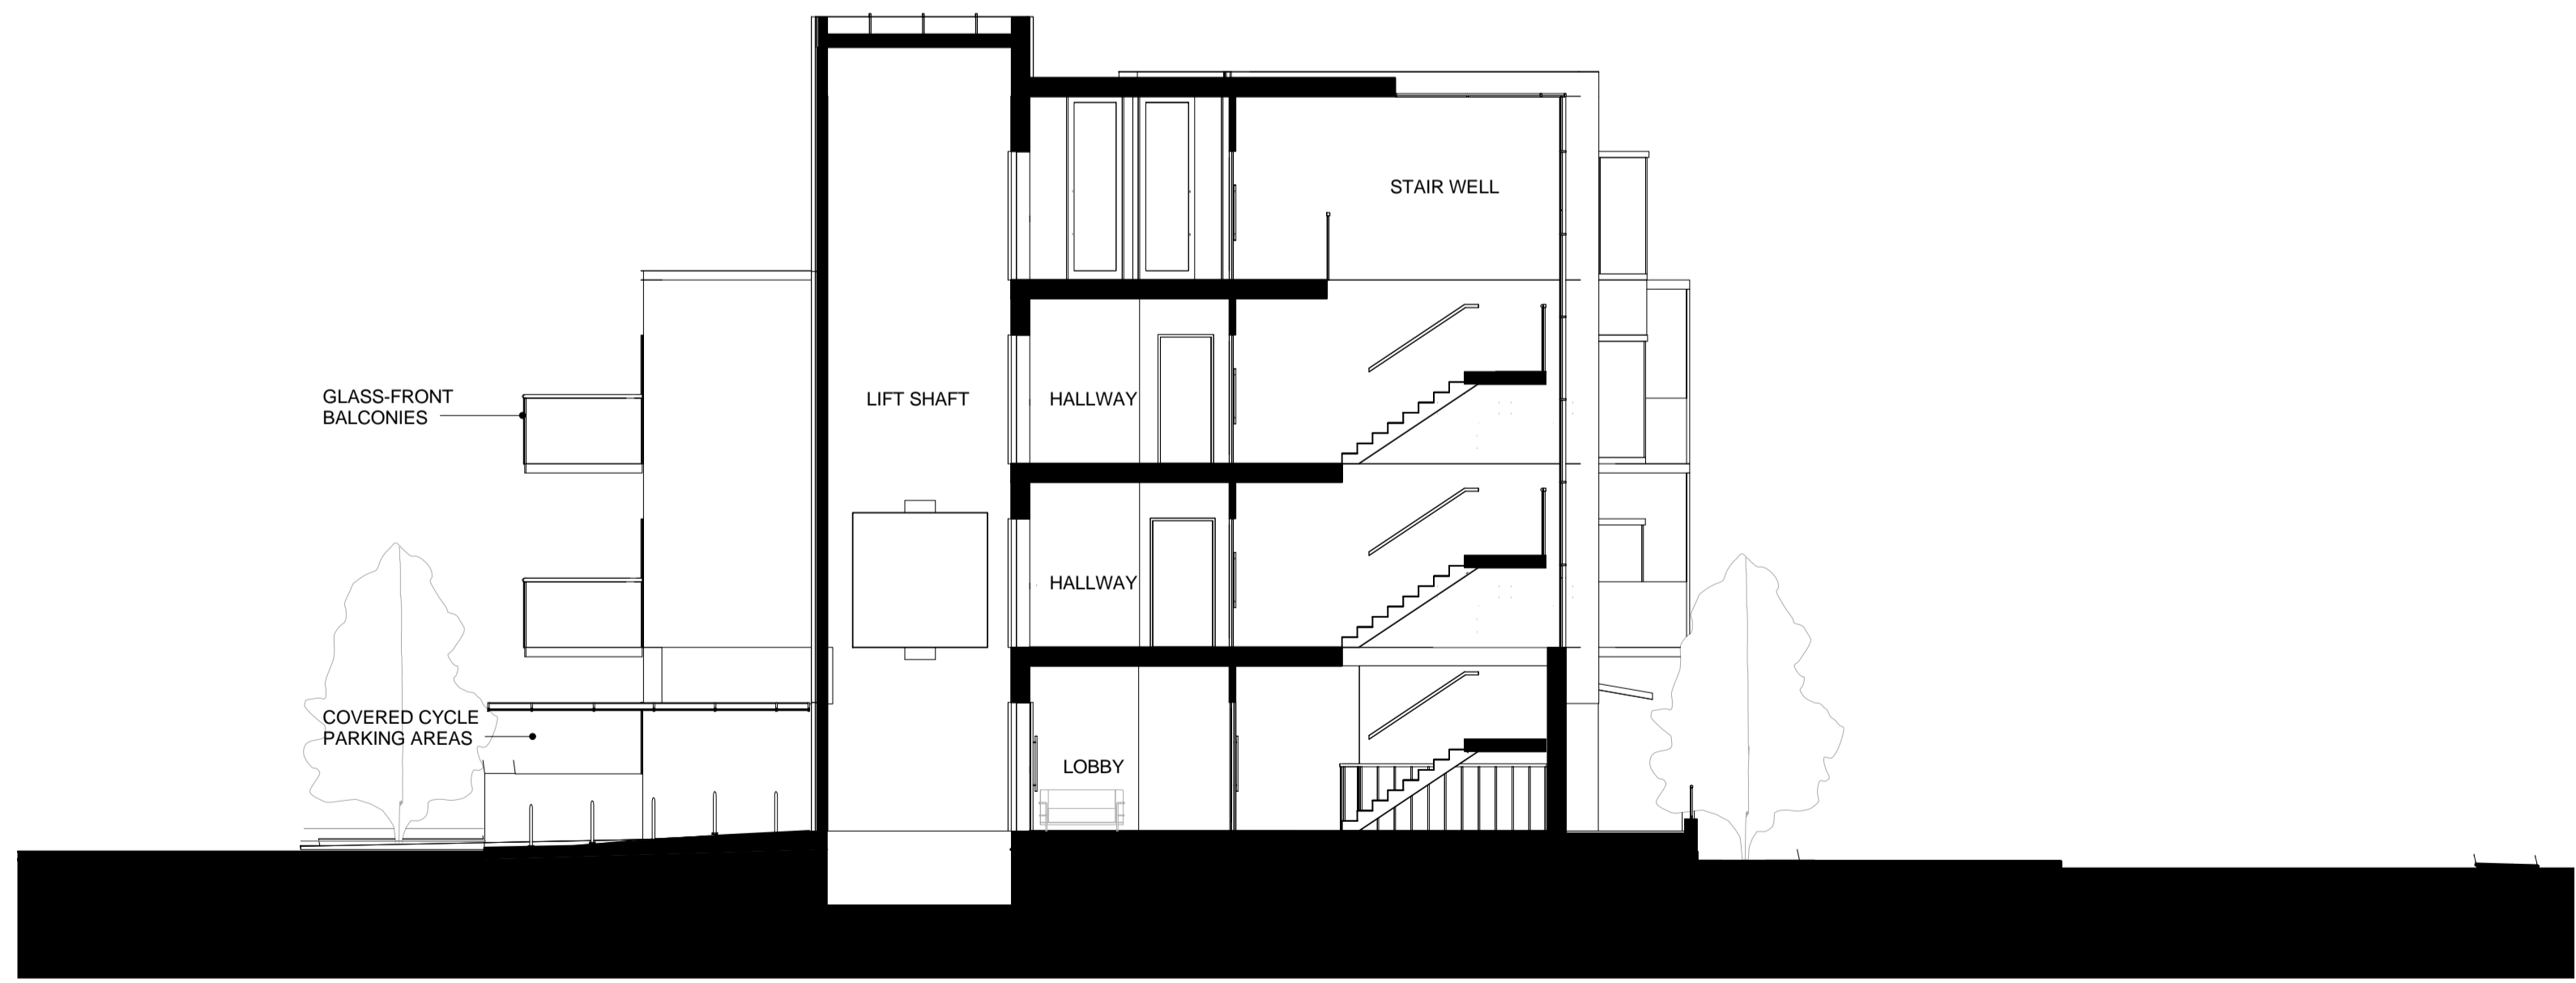 STAIR WELL
GLASS-FRONT
BALCONIES
LIFT SHAFT
HALLWAY
HALLWAY
COVERED CYCLE
PARKING AREAS
LOBBY